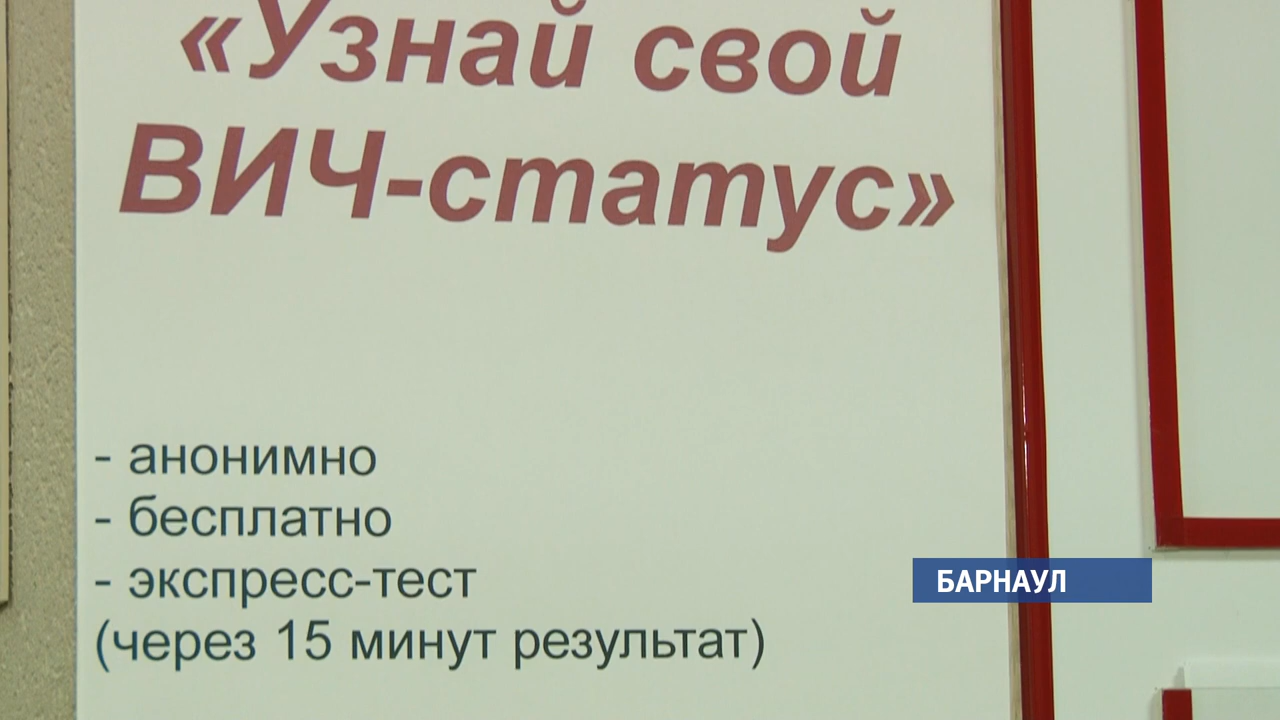 «Узнай свой
ВИЧ-статус»
- анонимно
- бесплатно
- экспресс-тест
(через 15 минут результат)
БАРНАУЛ